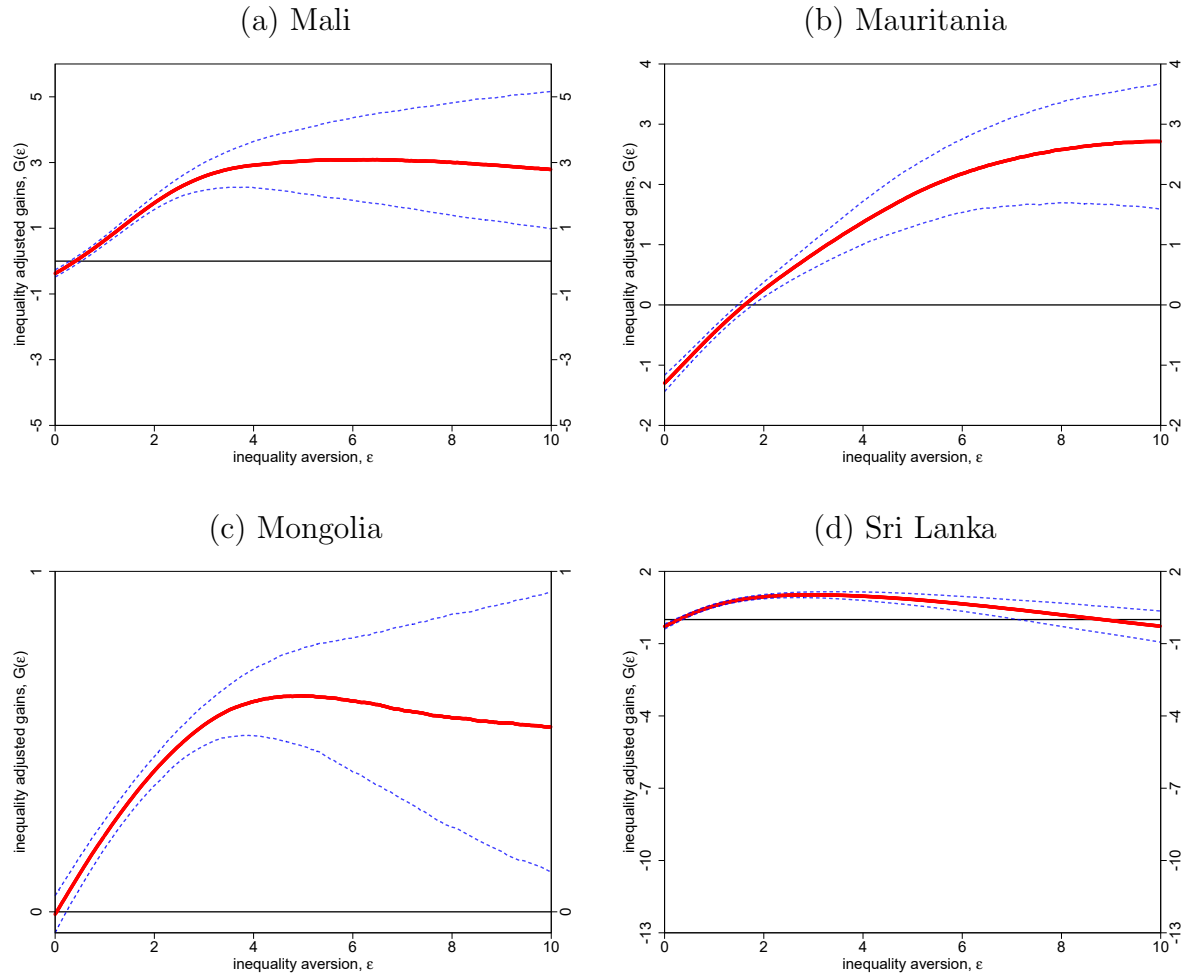 (a) Mali
inequality adjusted gains, G(ε)
5
3
1
-1
-3
-5
5
3
1
-1
-3
-5
0 2 4 6 8 10
inequality aversion, ε
(b) Mauritania
inequality adjusted gains, G(ε)
4
3
2
1
0
-1
-2
4
3
2
1
0
-1
-2
0 2 4 6 8 10
inequality aversion, ε
(c) Mongolia
inequality adjusted gains, G(ε)
1
0
1
0
0 2 4 6 8 10
inequality aversion, ε
(d) Sri Lanka
inequality adjusted gains, G(ε)
2
-1
-4
-7
-10
-13
2
-1
-4
-7
-10
-13
0 2 4 6 8 10
inequality aversion, ε